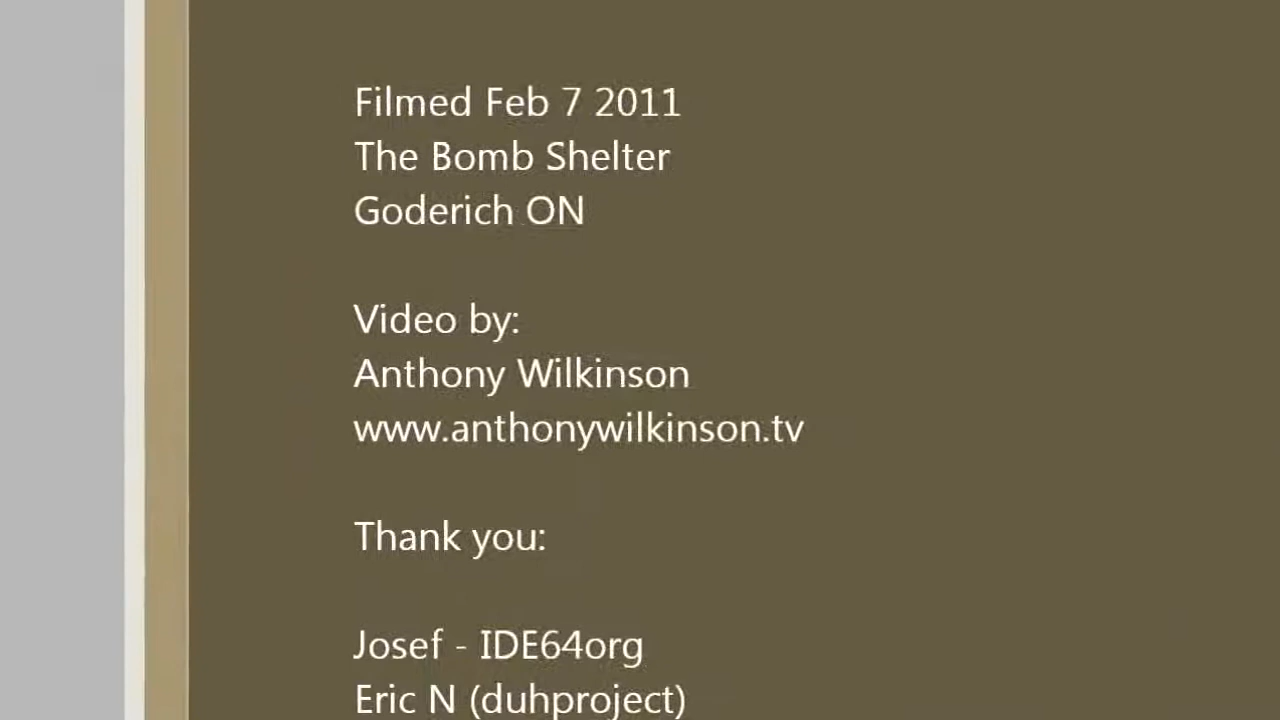 Filmed Feb 7 2011
The Bomb Shelter
Goderich ON
Video by:
Anthony Wilkinson
www.anthonywilkinson.tv
Thank you:
Josef - IDE64org
Eric N (duhproject)